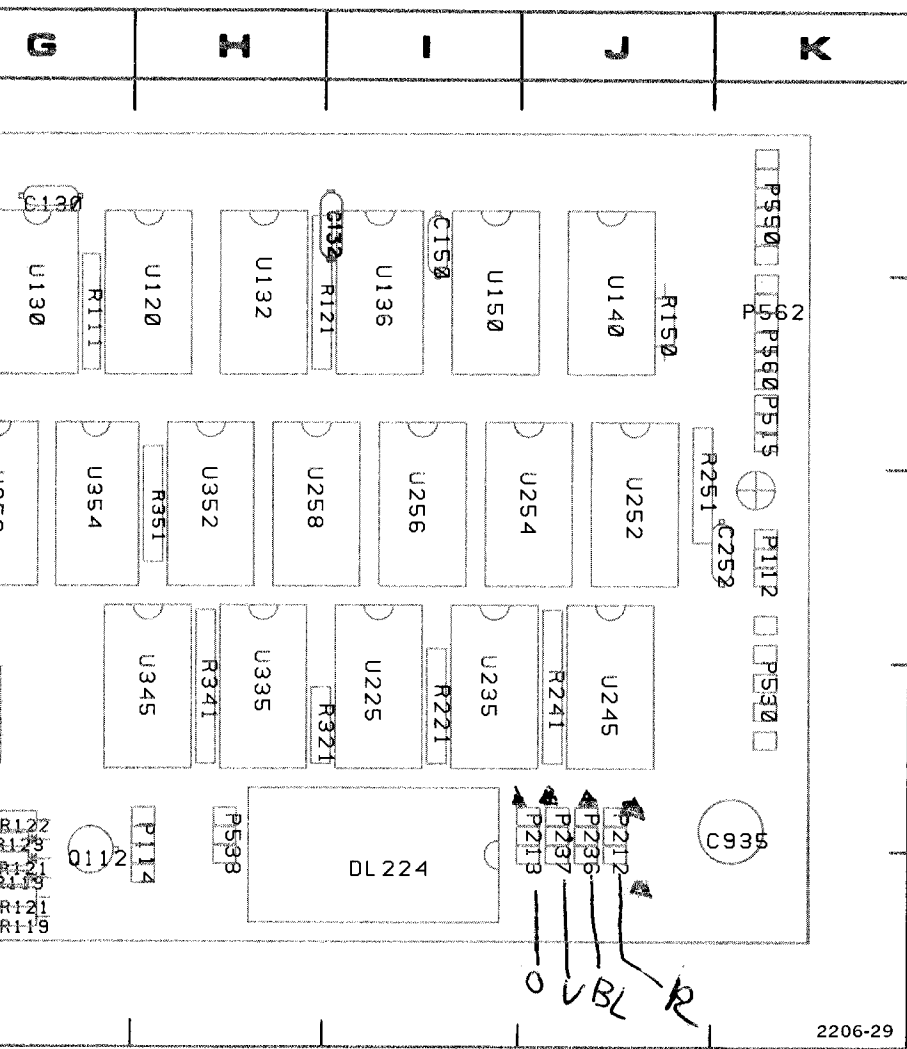 G H I J K
C130 C132 C150 P550
U130 R111 U120 U132 R121 U136 U150 U140 R150 P562
P560
P515
U354 R351 U352 U258 U256 U254 U252 R251 C252 P112
U345 R341 U335 R321 U225 R221 U235 R241 U245 P530
R122
R123
R121
R113
R121
R119
Q112 P114 P538 DL224 P213 P237 P236 P212 C935
O V BL R
2206-29